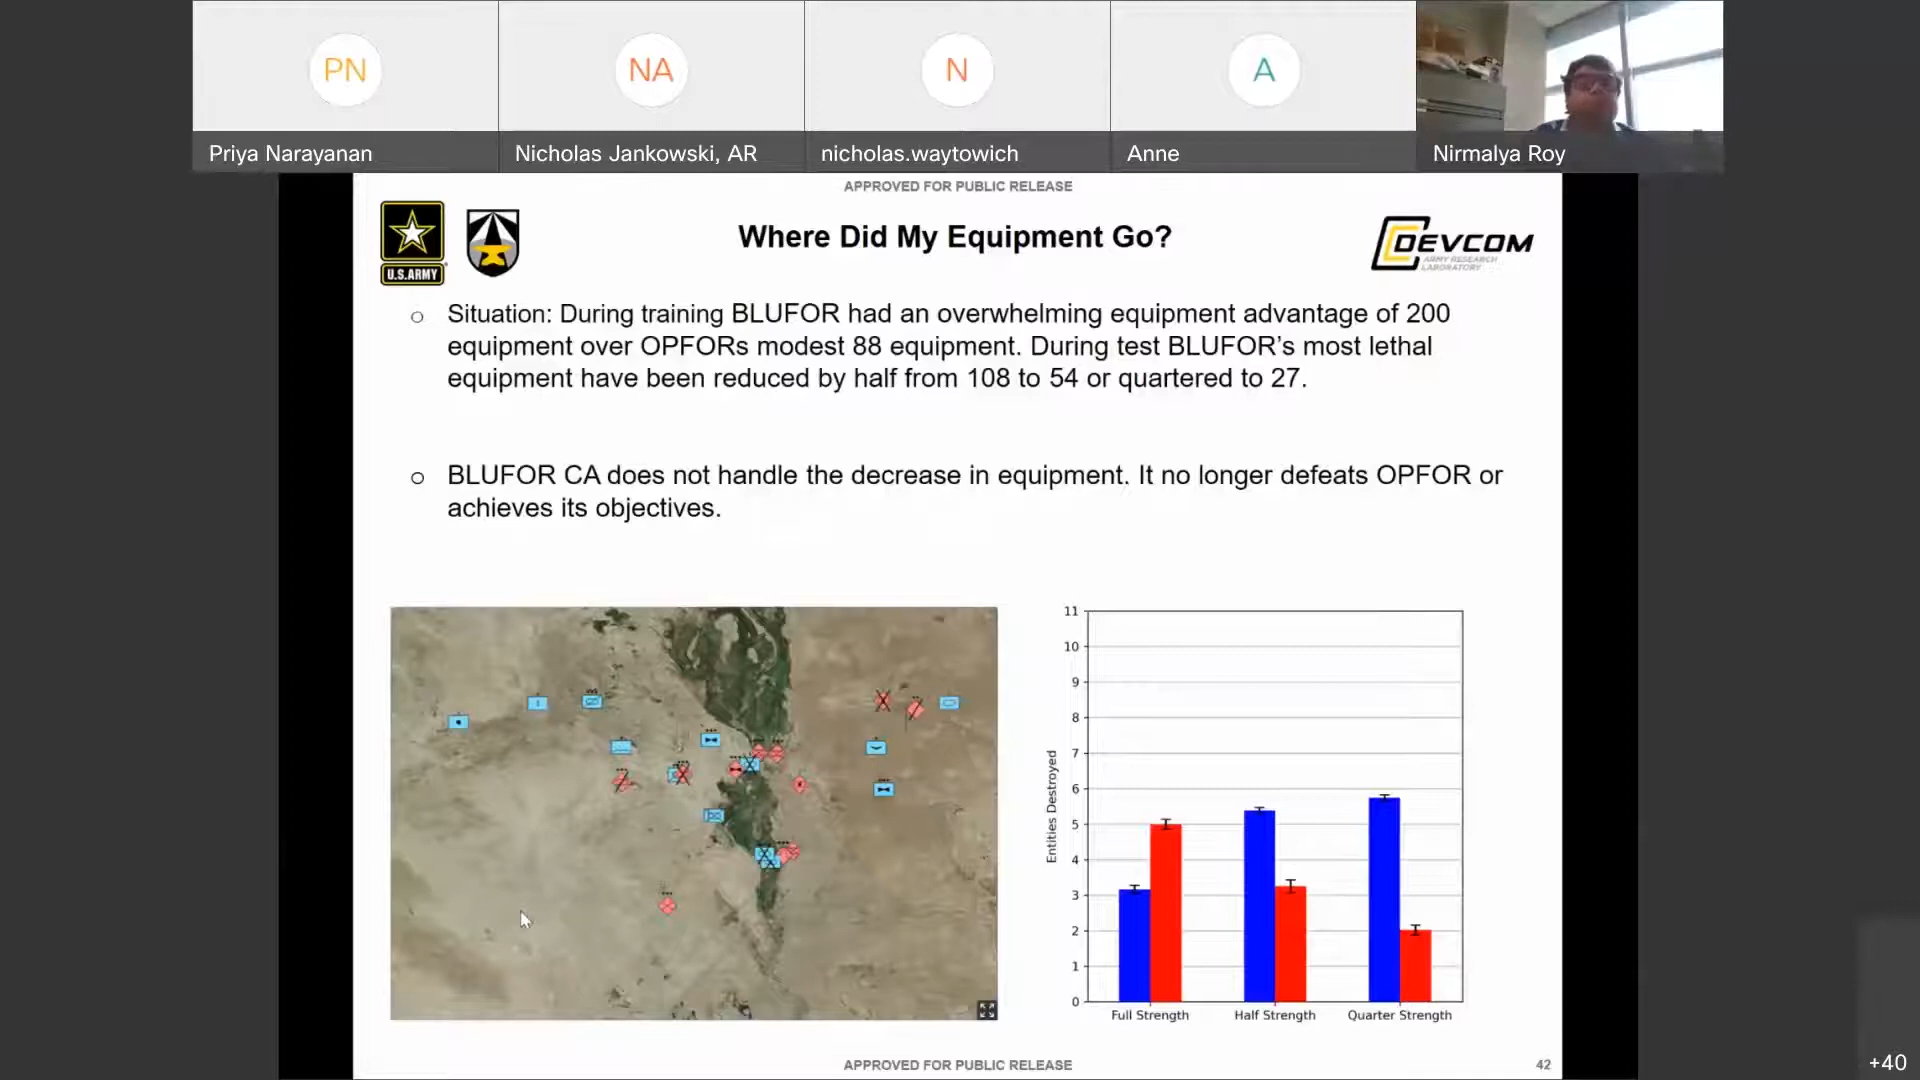 PN
NA
N
A
Priya Narayanan
Nicholas Jankowski, AR
nicholas.waytowich
Anne
Nirmalya Roy
APPROVED FOR PUBLIC RELEASE
U.S.ARMY
Where Did My Equipment Go?
DEVCOM
ARMY RESEARCH
LABORATORY
Situation: During training BLUFOR had an overwhelming equipment advantage of 200
equipment over OPFORs modest 88 equipment. During test BLUFOR's most lethal
equipment have been reduced by half from 108 to 54 or quartered to 27.
BLUFOR CA does not handle the decrease in equipment. It no longer defeats OPFOR or
achieves its objectives.
Entities Destroyed
11
10
9
8
7
6
5
4
3
2
1
0
Full Strength
Half Strength
Quarter Strength
APPROVED FOR PUBLIC RELEASE
42
+40